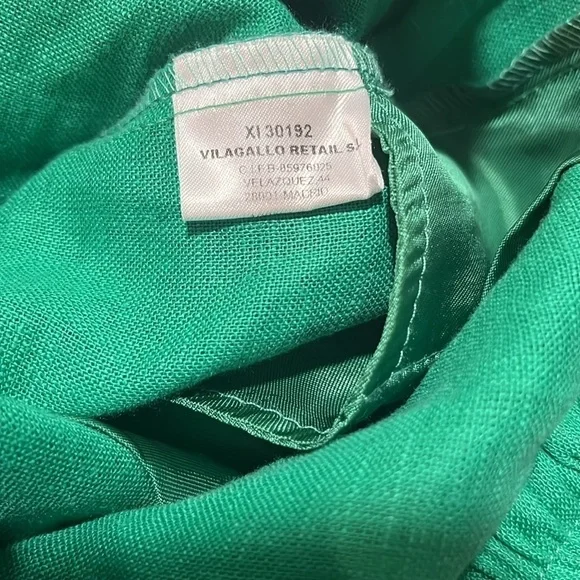 XI 30192
VILAGALLO RETAIL S.L
C.I.F B-85976025
VELAZQUEZ 44
28001 MADRID